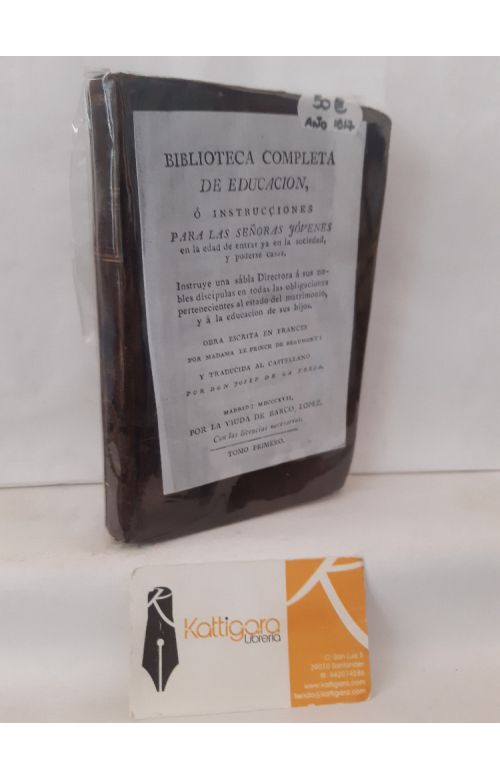 50 €
AÑO 1817
BIBLIOTECA COMPLETA
DE EDUCACION,
Ó INSTRUCCIONES
PARA LAS SEÑORAS JÓVENES
en la edad de entrar ya en la sociedad,
y poderse casar.
Instruye una sábia Directora á sus no-
bles discípulas en todas las obligaciones
pertenecientes al estado del matrimonio,
y á la educacion de sus hijos.
OBRA ESCRITA EN FRANCES
POR MADAMA LE PRINCE DE BEAUMONT:
Y TRADUCIDA AL CASTELLANO
POR DON JOSEF DE LA
MADRID: MDCCCXVII.
POR LA VIUDA DE BARCO LOPEZ.
Con las licencias necesarias.
TOMO PRIMERO.
Kattigara
Librería
C/ San Luis 5
39010 Santander
www.kattigara.com
tienda@kattigara.com